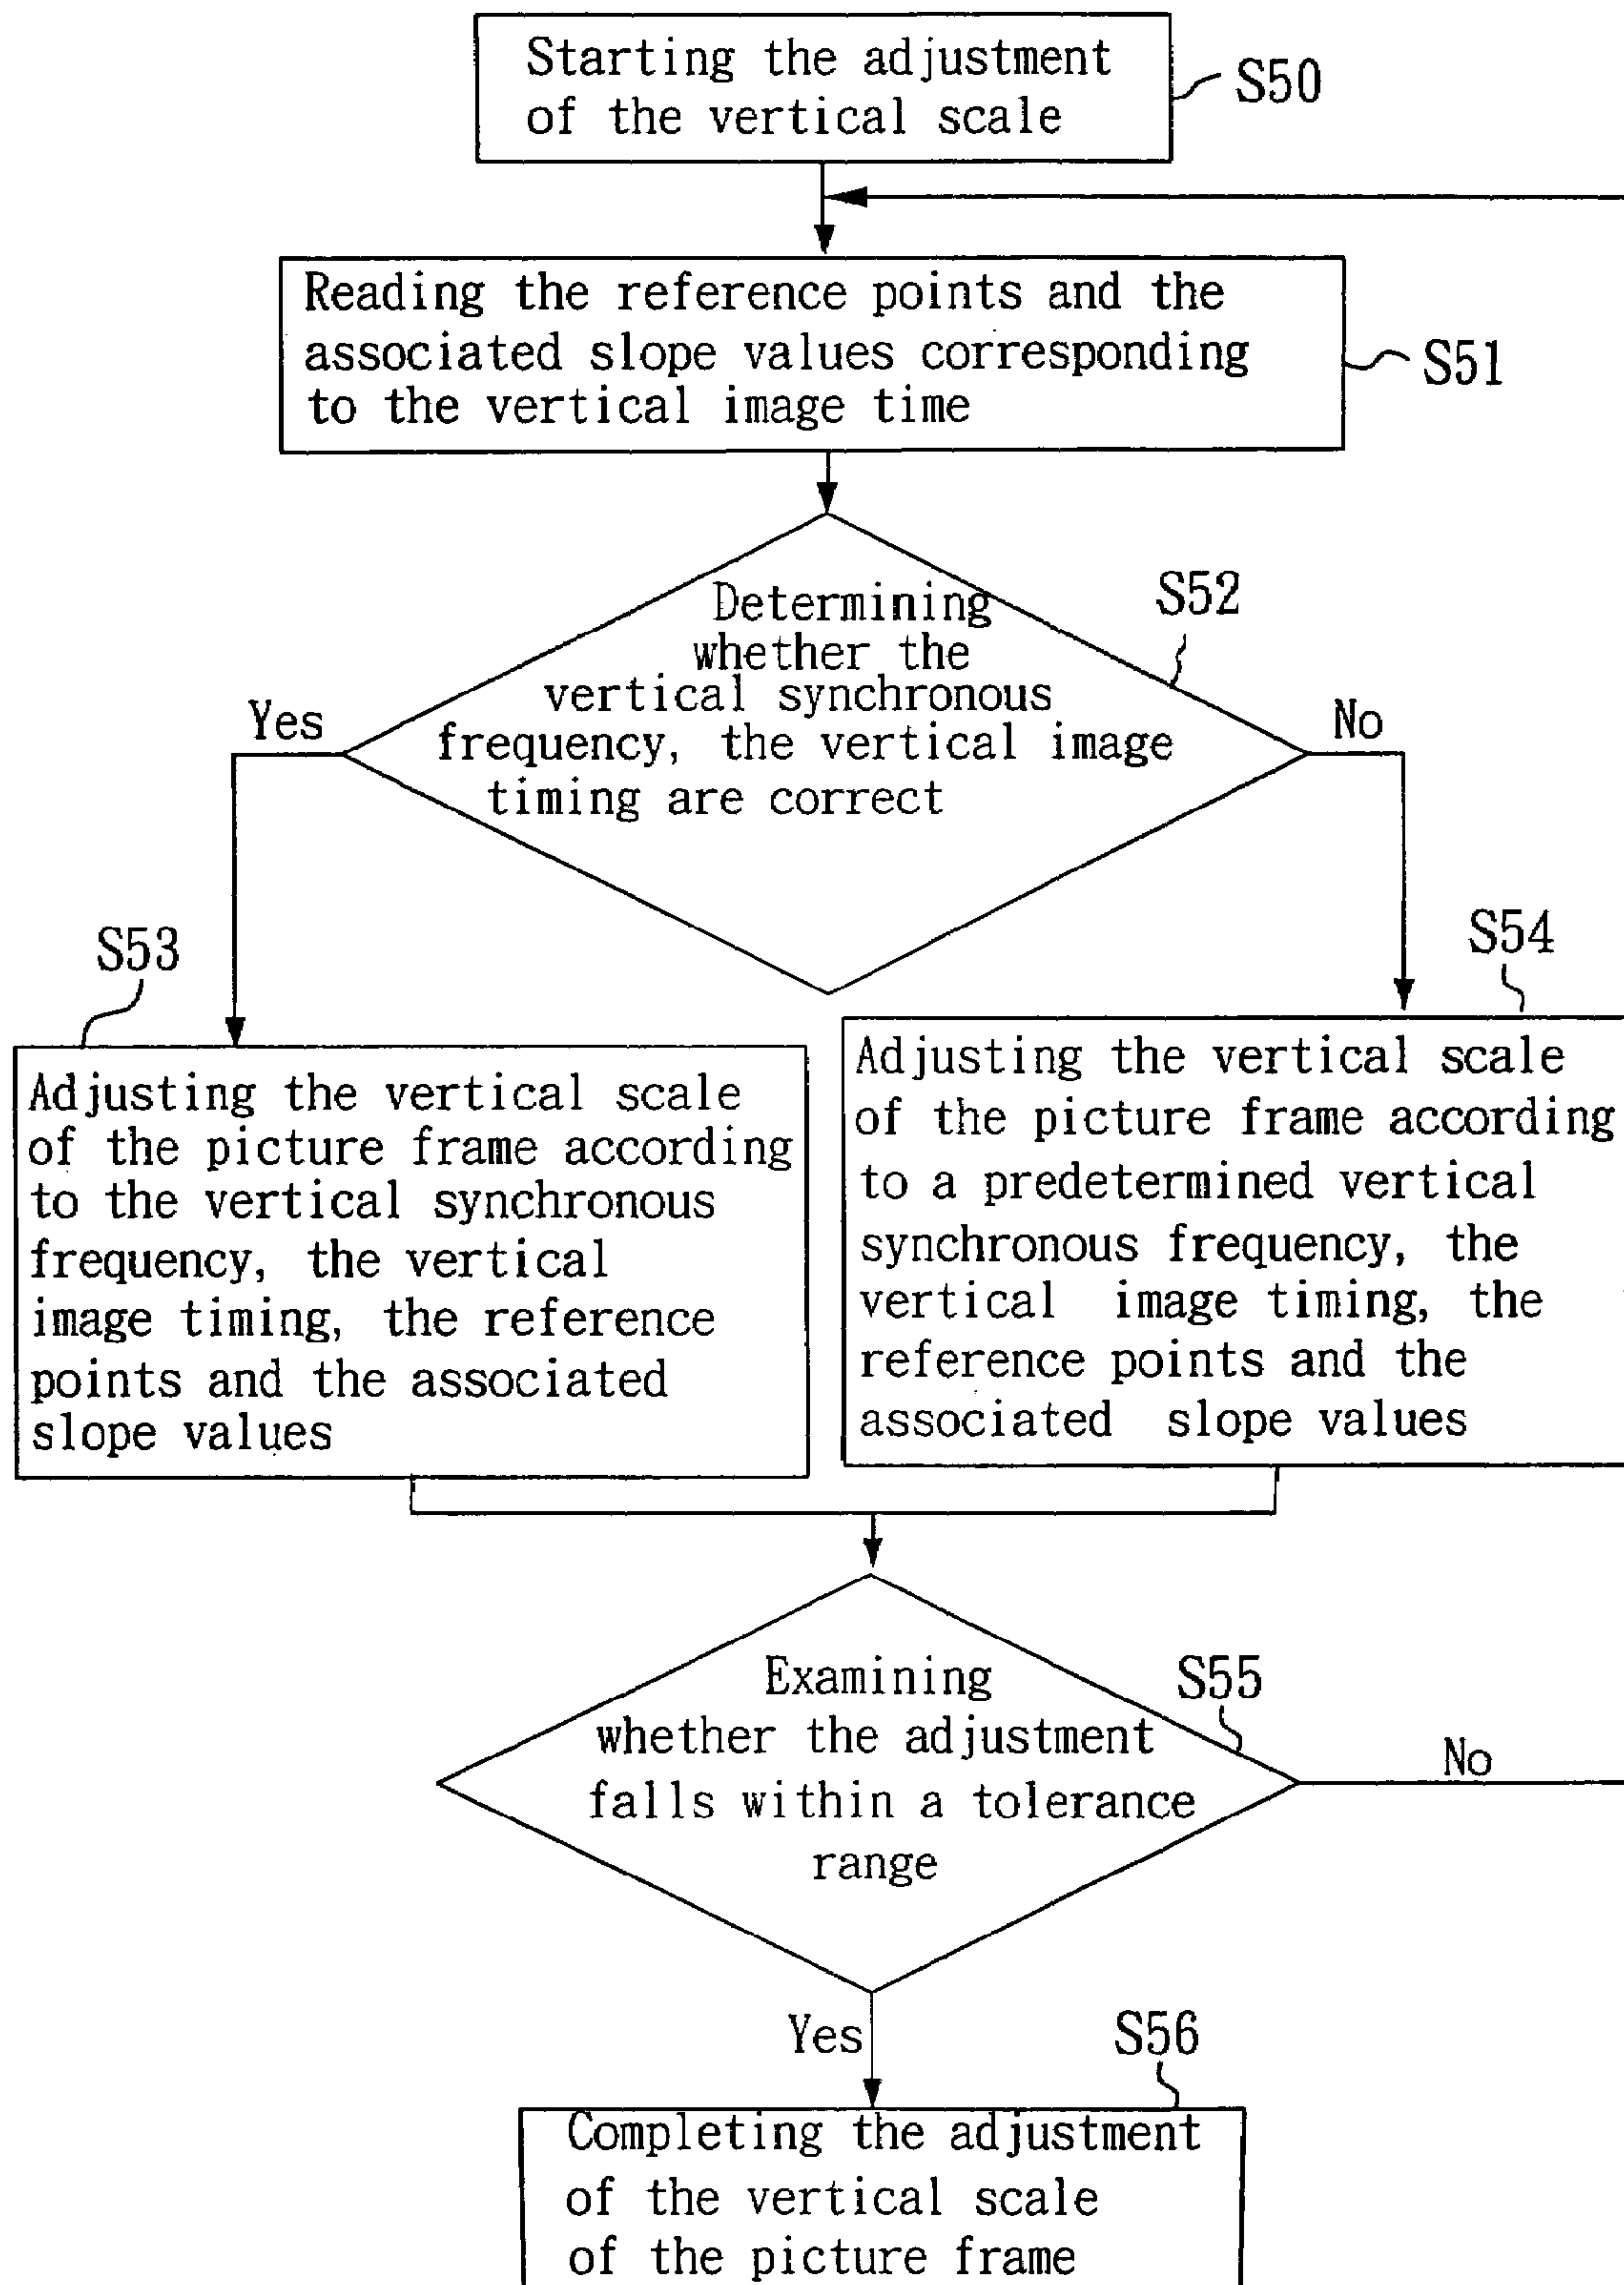 Starting the adjustment
of the vertical scale
S50
Reading the reference points and the
associated slope values corresponding
to the vertical image time
S51
Determining
whether the
vertical synchronous
frequency, the vertical image
timing are correct
S52
Yes
No
S53
Adjusting the vertical scale
of the picture frame according
to the vertical synchronous
frequency, the vertical
image timing, the reference
points and the associated
slope values
S54
Adjusting the vertical scale
of the picture frame according
to a predetermined vertical
synchronous frequency, the
vertical image timing, the
reference points and the
associated slope values
Examining
whether the adjustment
falls within a tolerance
range
S55
No
Yes
S56
Completing the adjustment
of the vertical scale
of the picture frame